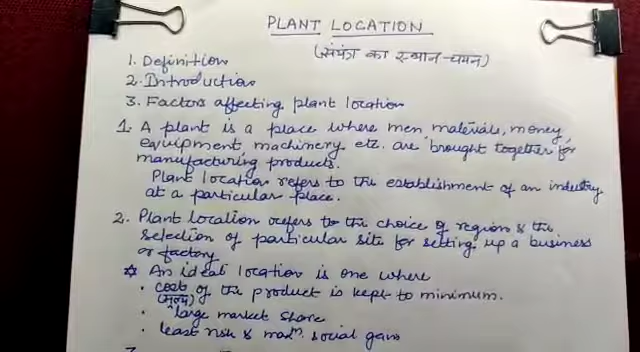 PLANT LOCATION
(संयंत्र का स्थान-चयन)
1. Definition
2. Introduction
3. Factors affecting plant location
1. A plant is a place where men, materials, money,
equipment, machinery etc. are brought together for
manufacturing products.
Plant location refers to the establishment of an industry
at a particular place.
2. Plant location refers to the choice of region & the
selection of particular site for setting up a business
or factory
☆ An ideal location is one where
• cost of the product is kept to minimum.
(मूल्य)
• large market share
• least risk & maxm. social gain